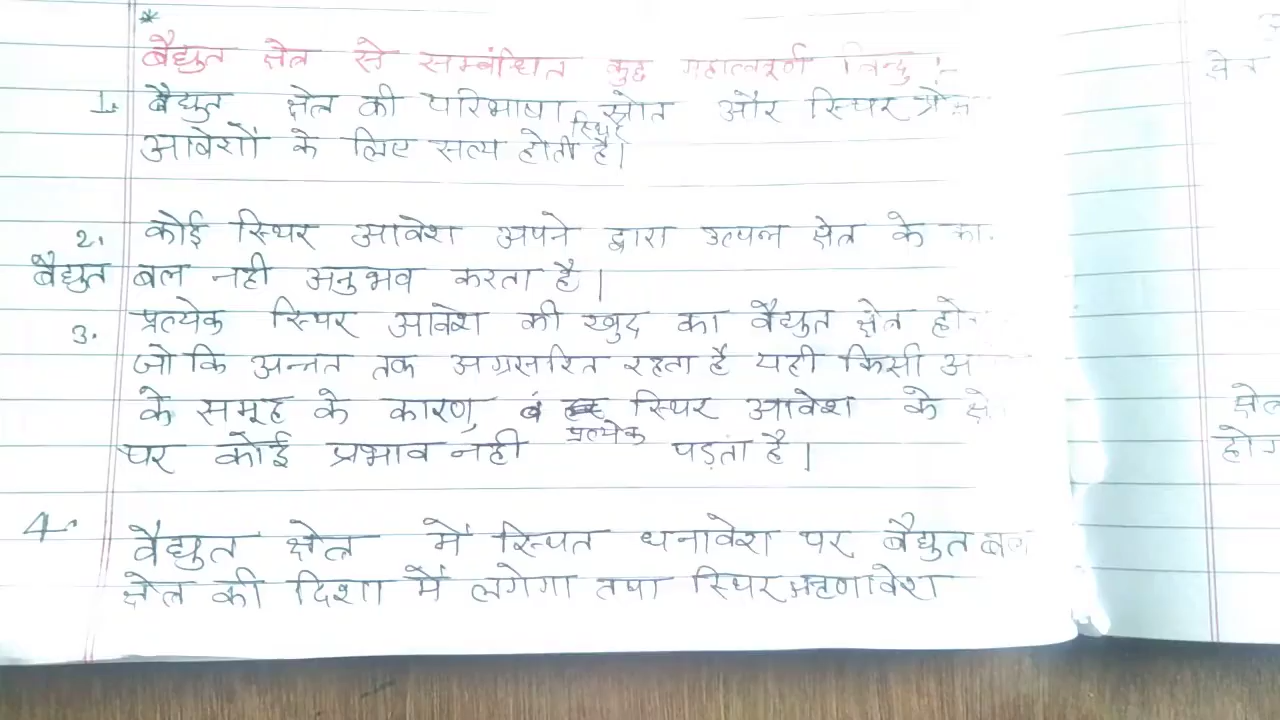 *
बैद्युत क्षेत्र से सम्बंधित कुछ महत्वपूर्ण बिन्दु :-
1. बैद्युत क्षेत्र की परिभाषा स्रोत और स्थिर
स्थिर
आवेशों के लिए सत्य होती है।
2. कोई स्थिर आवेश अपने द्वारा उत्पन्न क्षेत्र के
बैद्युत बल नही अनुभव करता है।
3. प्रत्येक स्थिर आवेश की खुद का वैद्युत क्षेत्र
जो कि अन्नत तक अग्रसरित रहता है यही किसी
के समूह के कारण, स्थिर आवेश के
प्रत्येक
पर कोई प्रभाव नही पड़ता है।
4. वैद्युत क्षेत्र में स्थित धनावेश पर बैद्युत बल
क्षेत्र की दिशा में लगेगा तथा स्थिर ऋणावेश
क्षेत्र